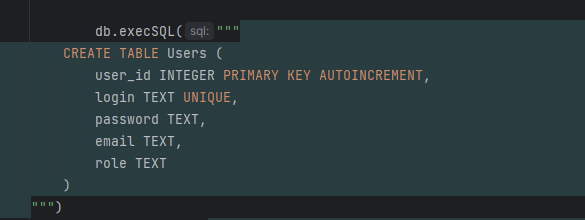 db.execSQL( sql: """
CREATE TABLE Users (
user_id INTEGER PRIMARY KEY AUTOINCREMENT,
login TEXT UNIQUE,
password TEXT,
email TEXT,
role TEXT
)
""")